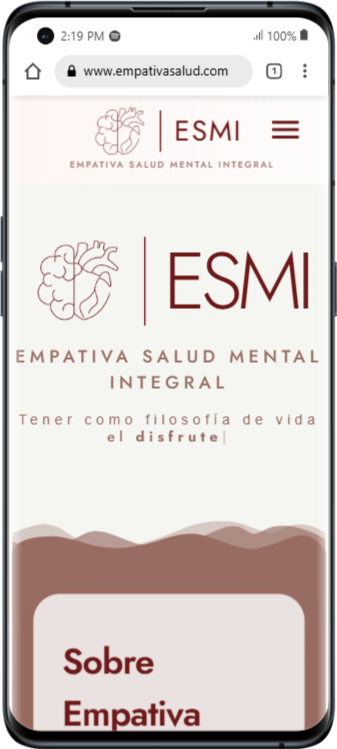 2:19 PM
100%
www.empativasalud.com
1
ESMI
EMPATIVA SALUD MENTAL INTEGRAL
ESMI
EMPATIVA SALUD MENTAL
INTEGRAL
Tener como filosofía de vida
el disfrute|
Sobre
Empativa